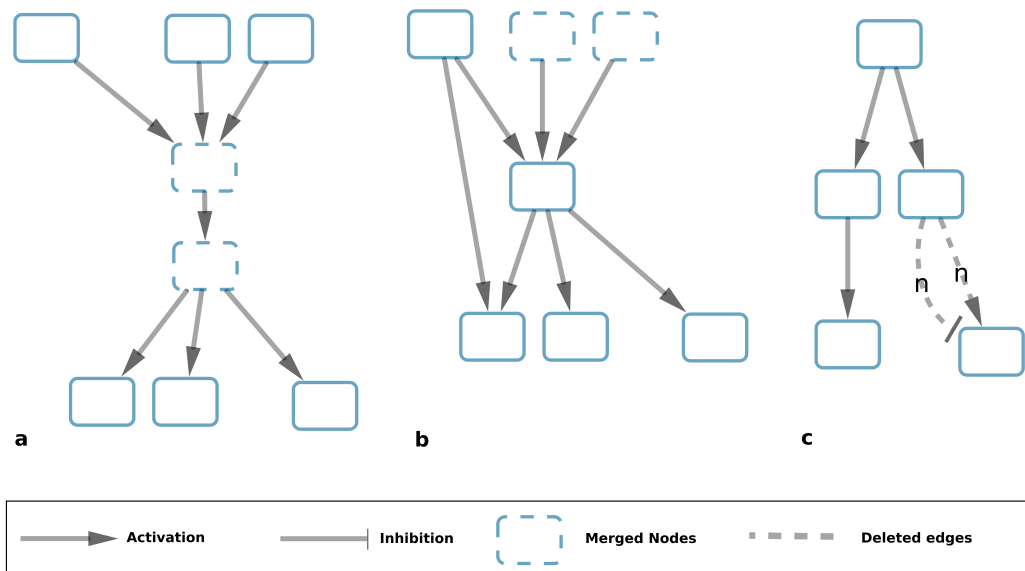 n
n
a
b
c
Activation
Inhibition
Merged Nodes
Deleted edges